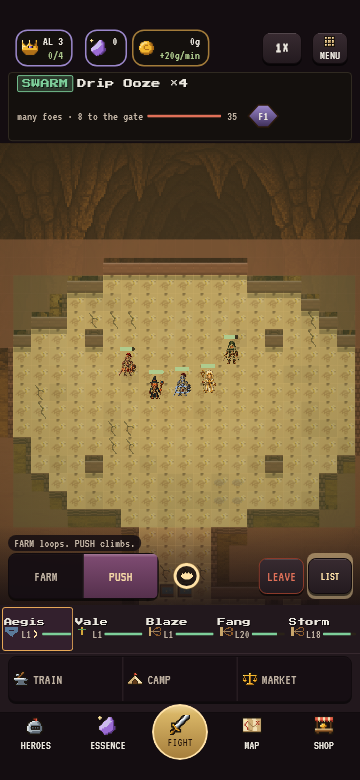 AL 3
0/4
0
0g
+20g/min
1X
MENU
SWARM Drip Ooze ×4
many foes · 8 to the gate 35 F1
FARM loops. PUSH climbs.
FARM PUSH LEAVE LIST
Aegis Vale Blaze Fang Storm
L1 L1 L1 L20 L18
TRAIN CAMP MARKET
HEROES ESSENCE FIGHT MAP SHOP